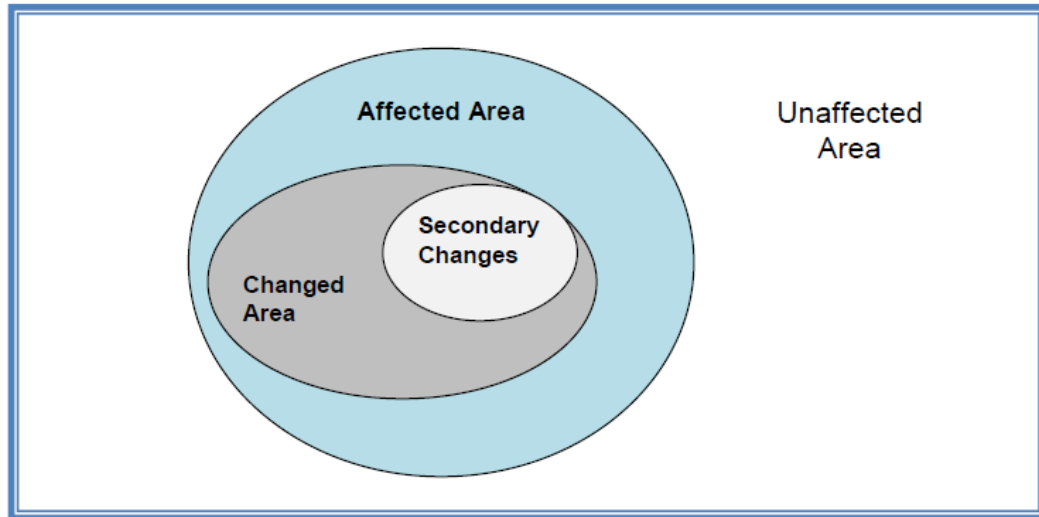 Affected Area
Unaffected
Area
Secondary
Changes
Changed
Area